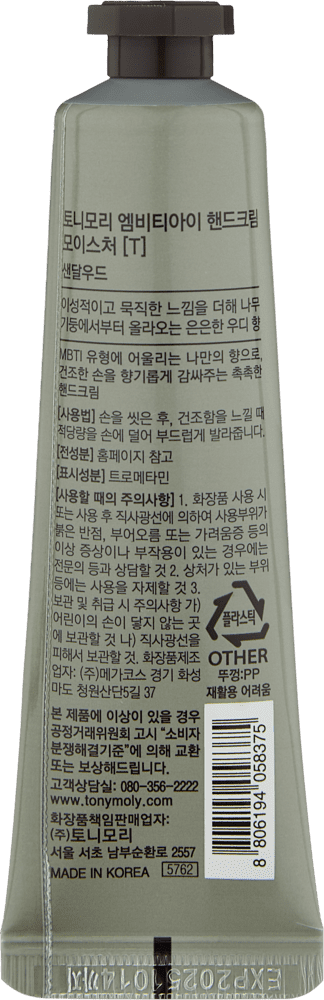 토니모리 엠비티아이 핸드크림
모이스처 [T]
샌달우드
이성적이고 묵직한 느낌을 더해 나무
기둥에서부터 올라오는 은은한 우디 향
MBTI 유형에 어울리는 나만의 향으로,
건조한 손을 향기롭게 감싸주는 촉촉한
핸드크림
[사용법] 손을 씻은 후, 건조함을 느낄 때
적당량을 손에 덜어 부드럽게 발라줍니다.
[전성분] 홈페이지 참고
[표시성분] 트로메타민
[사용할 때의 주의사항] 1. 화장품 사용 시
또는 사용 후 직사광선에 의하여 사용부위가
붉은 반점, 부어오름 또는 가려움증 등의
이상 증상이나 부작용이 있는 경우에는
전문의 등과 상담할 것 2. 상처가 있는 부위
등에는 사용을 자제할 것 3.
보관 및 취급 시 주의사항 가)
어린이의 손이 닿지 않는 곳
에 보관할 것 나) 직사광선을
피해서 보관할 것. 화장품제조
업자: (주)메가코스 경기 화성
마도 청원산단5길 37
플라스틱
OTHER
뚜껑:PP
재활용 어려움
본 제품에 이상이 있을 경우
공정거래위원회 고시 “소비자
분쟁해결기준”에 의해 교환
또는 보상해드립니다.
고객상담실: 080-356-2222
www.tonymoly.com
화장품책임판매업자:
(주)토니모리
서울 서초 남부순환로 2557
MADE IN KOREA 5762
8 806194 058375
EXP20251014까지